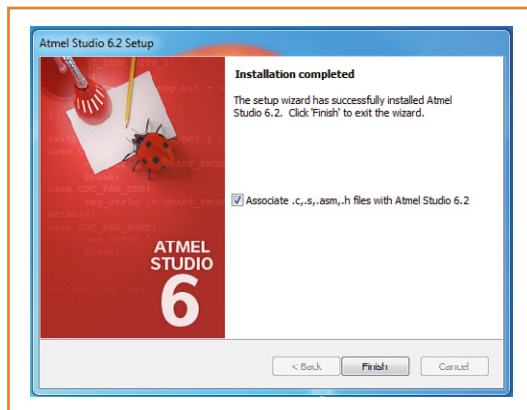 Atmel Studio 6.2 Setup
Installation completed
The setup wizard has successfully installed Atmel
Studio 6.2. Click 'Finish' to exit the wizard.
Associate .c,.s,.asm,.h files with Atmel Studio 6.2
ATMEL
STUDIO
6
< Back
Finish
Cancel